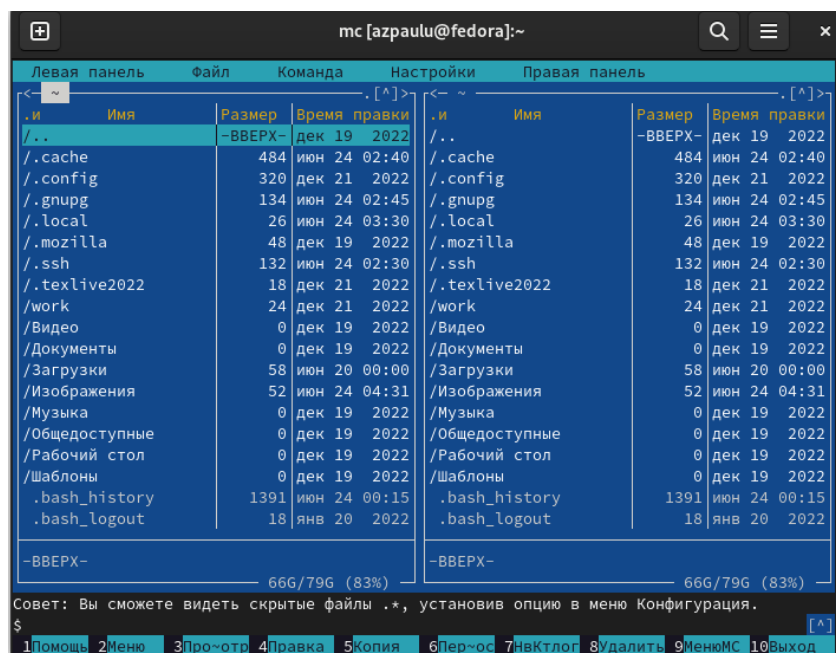 mc [azpaulu@fedora]:~
Левая панель Файл Команда Настройки Правая панель
<- ~ .[^]> <- ~ .[^]>
.и Имя Размер Время правки .и Имя Размер Время правки
/.. -ВВЕРХ- дек 19 2022 /.. -ВВЕРХ- дек 19 2022
/.cache 484 июн 24 02:40 /.cache 484 июн 24 02:40
/.config 320 дек 21 2022 /.config 320 дек 21 2022
/.gnupg 134 июн 24 02:45 /.gnupg 134 июн 24 02:45
/.local 26 июн 24 03:30 /.local 26 июн 24 03:30
/.mozilla 48 дек 19 2022 /.mozilla 48 дек 19 2022
/.ssh 132 июн 24 02:30 /.ssh 132 июн 24 02:30
/.texlive2022 18 дек 21 2022 /.texlive2022 18 дек 21 2022
/work 24 дек 21 2022 /work 24 дек 21 2022
/Видео 0 дек 19 2022 /Видео 0 дек 19 2022
/Документы 0 дек 19 2022 /Документы 0 дек 19 2022
/Загрузки 58 июн 20 00:00 /Загрузки 58 июн 20 00:00
/Изображения 52 июн 24 04:31 /Изображения 52 июн 24 04:31
/Музыка 0 дек 19 2022 /Музыка 0 дек 19 2022
/Общедоступные 0 дек 19 2022 /Общедоступные 0 дек 19 2022
/Рабочий стол 0 дек 19 2022 /Рабочий стол 0 дек 19 2022
/Шаблоны 0 дек 19 2022 /Шаблоны 0 дек 19 2022
.bash_history 1391 июн 24 00:15 .bash_history 1391 июн 24 00:15
.bash_logout 18 янв 20 2022 .bash_logout 18 янв 20 2022
-ВВЕРХ- -ВВЕРХ-
66G/79G (83%) 66G/79G (83%)
Совет: Вы сможете видеть скрытые файлы .*, установив опцию в меню Конфигурация.
$ [^]
1Помощь 2Меню 3Про~отр 4Правка 5Копия 6Пер~ос 7НвКтлог 8Удалить 9МенюMC 10Выход